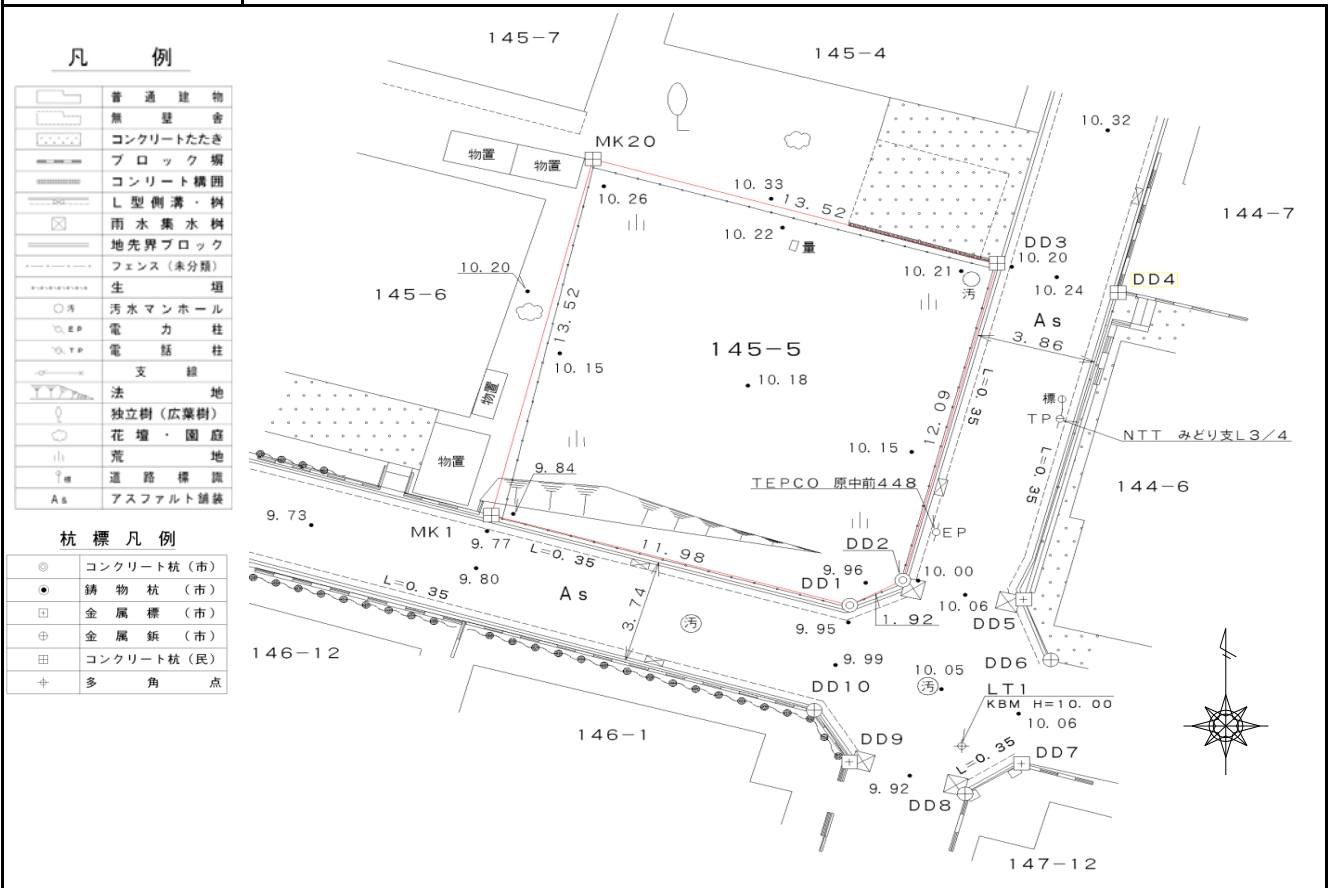 凡 例
普通建物
無壁舎
コンクリートたたき
ブロック塀
コンリート構囲
L型側溝・桝
雨水集水桝
地先界ブロック
フェンス(未分類)
生垣
汚 汚水マンホール
EP 電力柱
TP 電話柱
支線
法地
独立樹(広葉樹)
花壇・園庭
荒地
標 道路標識
As アスファルト舗装
杭標凡例
コンクリート杭(市)
鋳物杭(市)
金属標(市)
金属鋲(市)
コンクリート杭(民)
多角点
145-7
145-4
MK20
物置
物置
10.32
10.26
10.33
13.52
144-7
10.22
量
DD3
10.21
10.20
汚
10.24
DD4
10.20
145-6
13.52
As
3.86
145-5
10.15
10.18
L=0.35
物置
12.09
標
TP
NTT みどり支L3/4
10.15
物置
9.84
L=0.35
TEPCO 原中前448
144-6
9.73
MK1
9.77
11.98
EP
DD2
L=0.35
9.80
L=0.35
As
DD1
9.96
10.00
10.06
DD5
3.74
汚
9.95
1.92
146-12
9.99
10.05
DD6
DD10
汚
LT1
KBM H=10.00
10.06
146-1
DD9
L=0.35
DD7
9.92
DD8
147-12